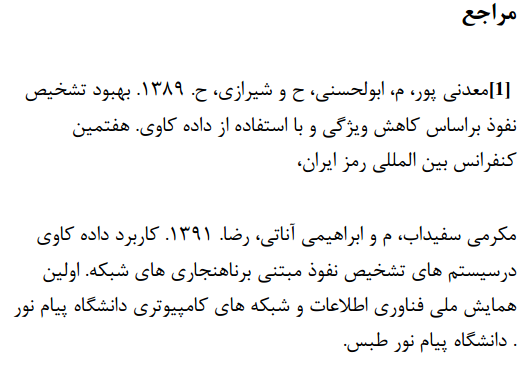 مراجع
[1]معدنی پور، م، ابولحسنی، ح و شیرازی، ح. ۱۳۸۹. بهبود تشخیص
نفوذ براساس کاهش ویژگی و با استفاده از داده کاوی. هفتمین
کنفرانس بین المللی رمز ایران،
مکرمی سفیداب، م و ابراهیمی آناتی، رضا. ۱۳۹۱. کاربرد داده کاوی
درسیستم های تشخیص نفوذ مبتنی برناهنجاری های شبکه. اولین
همایش ملی فناوری اطلاعات و شبکه های کامپیوتری دانشگاه پیام نور
. دانشگاه پیام نور طبس.